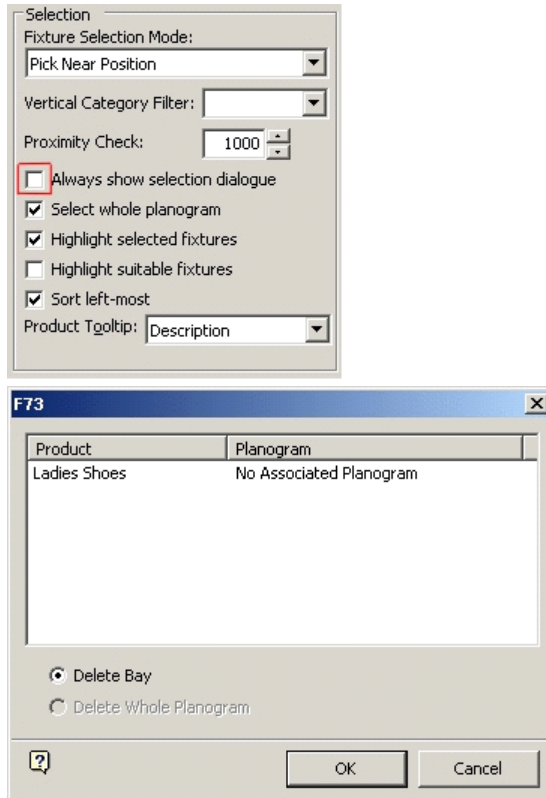 Selection
Fixture Selection Mode:
Pick Near Position
Vertical Category Filter:
Proximity Check: 1000
Always show selection dialogue
Select whole planogram
Highlight selected fixtures
Highlight suitable fixtures
Sort left-most
Product Tooltip: Description
F73
Product Planogram
Ladies Shoes No Associated Planogram
Delete Bay
Delete Whole Planogram
OK Cancel